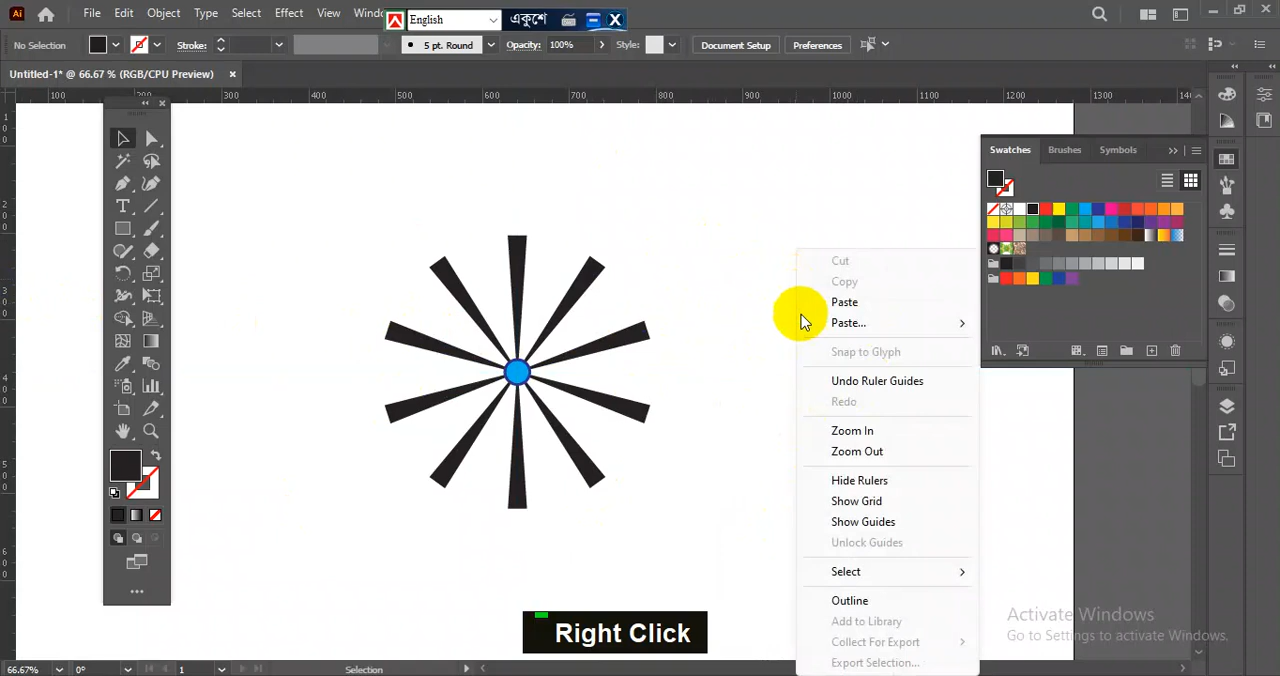 Ai File Edit Object Type Select Effect View Wind English একুশে X
No Selection Stroke: 5 pt. Round Opacity: 100% Style: Document Setup Preferences
Untitled-1* @ 66.67 % (RGB/CPU Preview) ×
100 300 400 500 600 700 800 1000 1100 1200 1300
Swatches Brushes Symbols
Cut
Copy
Paste
Paste...
Snap to Glyph
Undo Ruler Guides
Redo
Zoom In
Zoom Out
Hide Rulers
Show Grid
Show Guides
Unlock Guides
Select
Outline
Add to Library
Collect For Export
Export Selection...
Right Click
Activate Windows
Go to Settings to activate Windows.
66.67% 0° 1 Selection